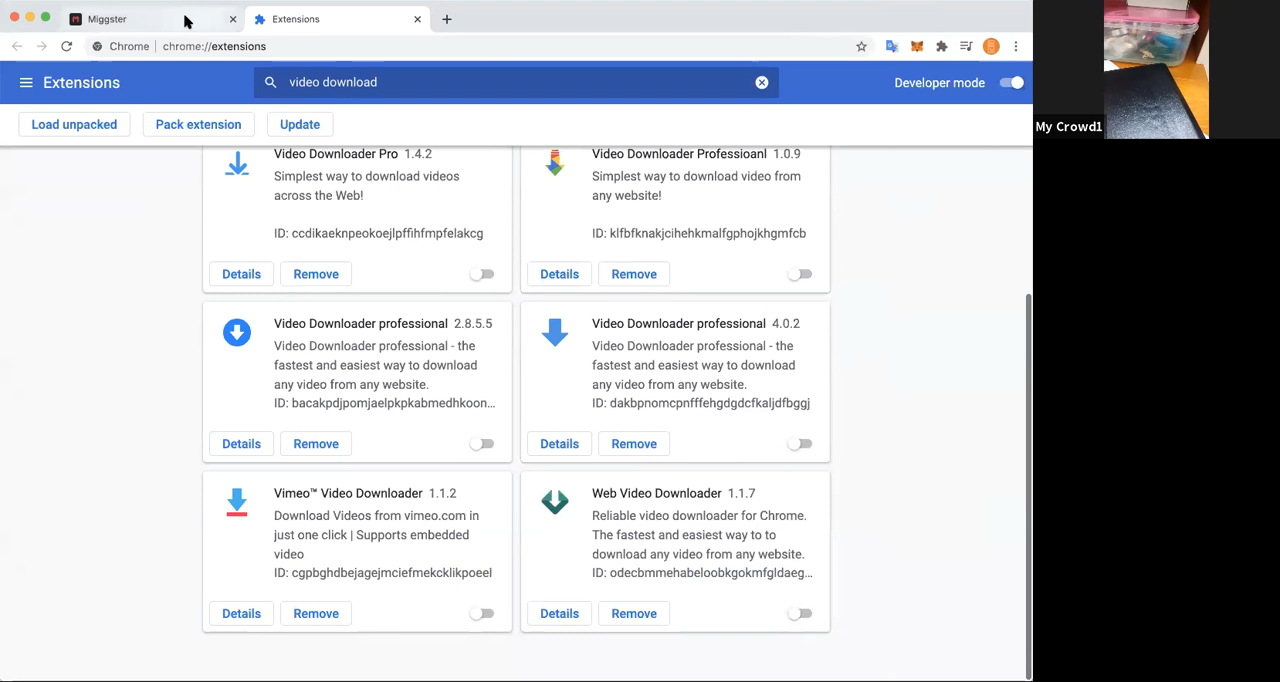 Miggster
Extensions
Chrome
chrome://extensions
Extensions
video download
Developer mode
Load unpacked
Pack extension
Update
Video Downloader Pro 1.4.2
Simplest way to download videos
across the Web!
ID: ccdikaeknpeokoejlpffihfmpfelakcg
Details
Remove
Video Downloader Professioanl 1.0.9
Simplest way to download video from
any website!
ID: klfbfknakjcihehkmalfgphojkhgmfcb
Details
Remove
Video Downloader professional 2.8.5.5
Video Downloader professional - the
fastest and easiest way to download
any video from any website.
ID: bacakpdjpomjaelpkpkabmedhkoon...
Details
Remove
Video Downloader professional 4.0.2
Video Downloader professional - the
fastest and easiest way to download
any video from any website.
ID: dakbpnomcpnfffehgdgdcfkaljdfbggj
Details
Remove
Vimeo™ Video Downloader 1.1.2
Download Videos from vimeo.com in
just one click | Supports embedded
video
ID: cgpbghdbejagejmciefmekcklikpoeel
Details
Remove
Web Video Downloader 1.1.7
Reliable video downloader for Chrome.
The fastest and easiest way to to
download any video from any website.
ID: odecbmmehabeloobkgokmfgldaeg...
Details
Remove
My Crowd1